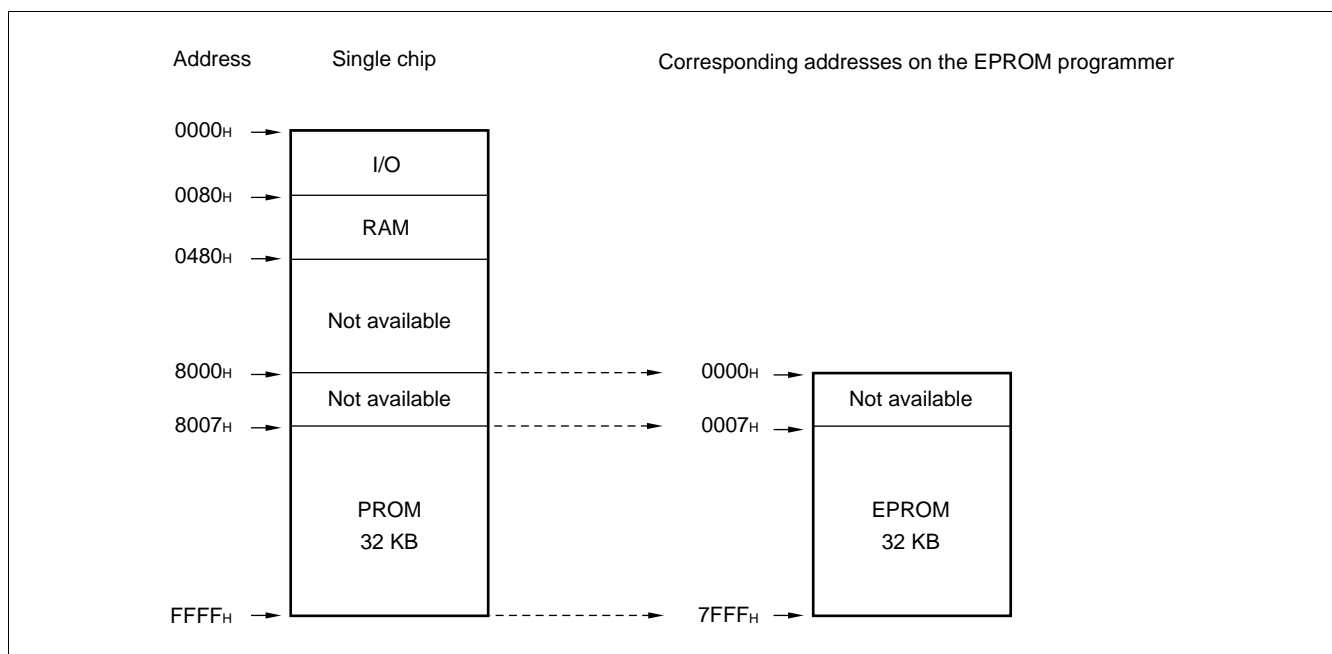 Address Single chip Corresponding addresses on the EPROM programmer
0000H
I/O
0080H
RAM
0480H
Not available
8000H 0000H
Not available Not available
8007H 0007H
PROM EPROM
32 KB 32 KB
FFFFH 7FFFH